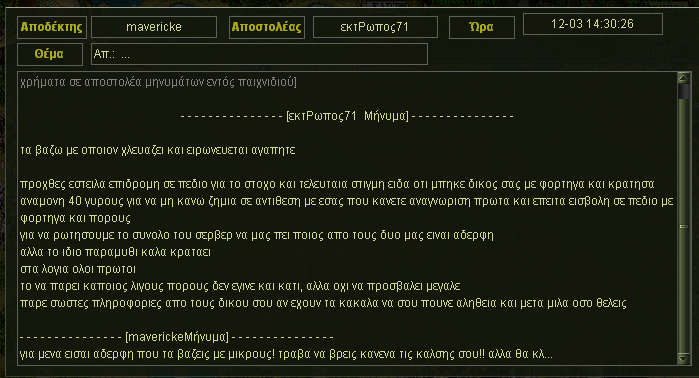 Αποδέκτης mavericke Αποστολέας εκτΡωπος71 Ώρα 12-03 14:30:26
Θέμα Απ.: ...
χρήματα σε αποστολέα μηνυμάτων εντός παιχνιδιού]
- - - - - - - - - - - - - - - [εκτΡωπος71 Μήνυμα] - - - - - - - - - - - - - - -
τα βαζω με οποιον χλευαζει και ειρωνευεται αγαπητε
προχθες εστειλα επιδρομη σε πεδιο για το στοχο και τελευταια στιγμη ειδα οτι μπηκε δικος σας με φορτηγα και κρατησα
αναμονη 40 γυρους για να μη κανω ζημια σε αντιθεση με εσας που κανετε αναγνωριση πρωτα και επειτα εισβολη σε πεδιο με
φορτηγα και πορους
για να ρωτησουμε το συνολο του σερβερ να μας πει ποιος απο τους δυο μας ειναι αδερφη
αλλα το ιδιο παραμυθι καλα κραταει
στα λογια ολοι πρωτοι
το να παρει καποιος λιγους πορους δεν εγινε και κατι, αλλα οχι να προσβαλει μεγαλε
παρε σωστες πληροφοριες απο τους δικου σου αν εχουν τα κακαλα να σου πουνε αληθεια και μετα μιλα οσο θελεις
- - - - - - - - - - - - - - - [maverickeΜήνυμα] - - - - - - - - - - - - - - -
για μενα εισαι αδερφη που τα βαζεις με μικρους! τραβα να βρεις κανενα τις καλσης σου!! αλλα θα κλ...